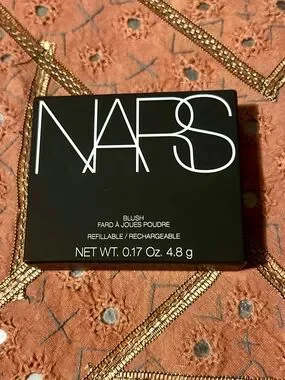 NARS
BLUSH
FARD À JOUES POUDRE
REFILLABLE / RECHARGEABLE
NET WT. 0.17 Oz. 4.8 g